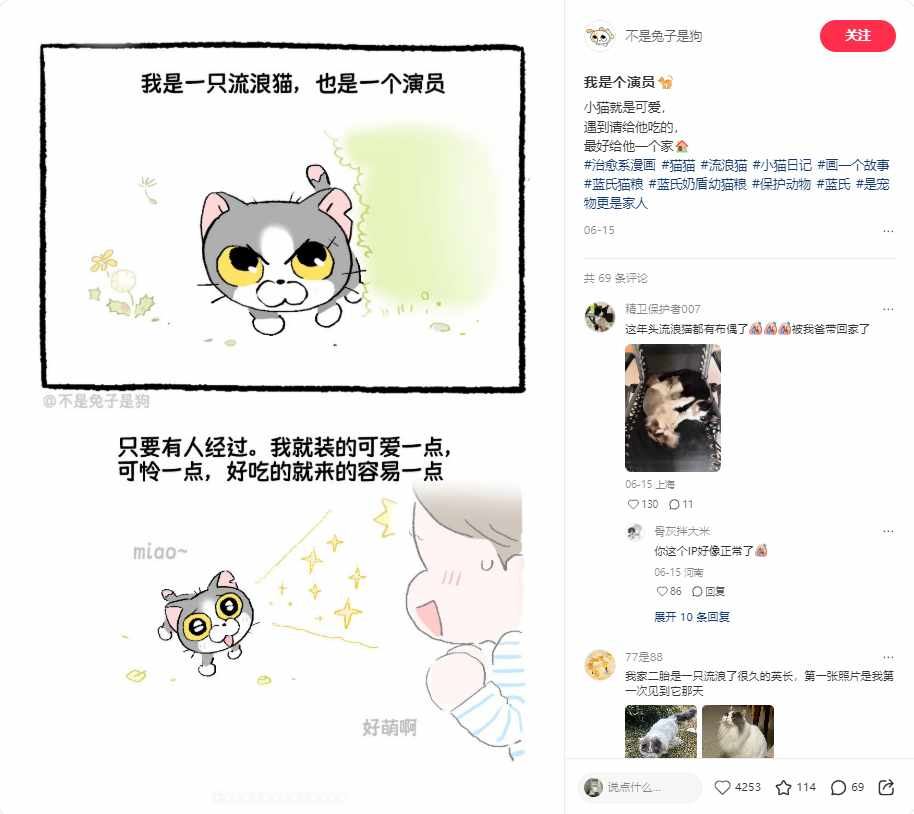 我是一只流浪猫，也是一个演员
@不是兔子是狗
只要有人经过。我就装的可爱一点，
可怜一点，好吃的就来的容易一点
miao~
好萌啊
不是兔子是狗
关注
我是个演员🐈
小猫就是可爱，
遇到请给他吃的，
最好给他一个家🏠
#治愈系漫画 #猫猫 #流浪猫 #小猫日记 #画一个故事
#蓝氏猫粮 #蓝氏奶盾幼猫粮 #保护动物 #蓝氏 #是宠
物更是家人
06-15
共 69 条评论
精卫保护者007
这年头流浪猫都有布偶了被我爸带回家了
06-15 上海
130 11
骨灰拌大米
你这个IP好像正常了
06-15 河南
86 回复
展开 10 条回复
77是88
我家二胎是一只流浪了很久的英长，第一张照片是我第
一次见到它那天
说点什么...
4253 114 69